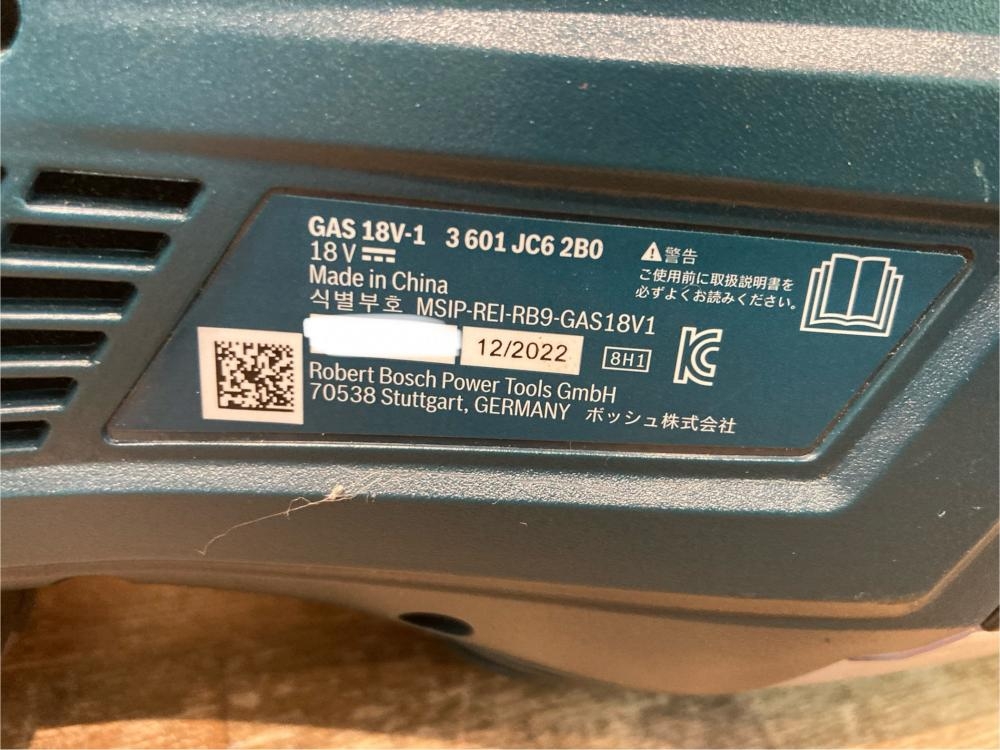 GAS 18V-1 3 601 JC6 2B0
18 V
Made in China
식별부호 MSIP-REI-RB9-GAS18V1
12/2022
8H1
Robert Bosch Power Tools GmbH
70538 Stuttgart, GERMANY ボッシュ株式会社
警告
ご使用前に取扱説明書を
必ずよくお読みください。